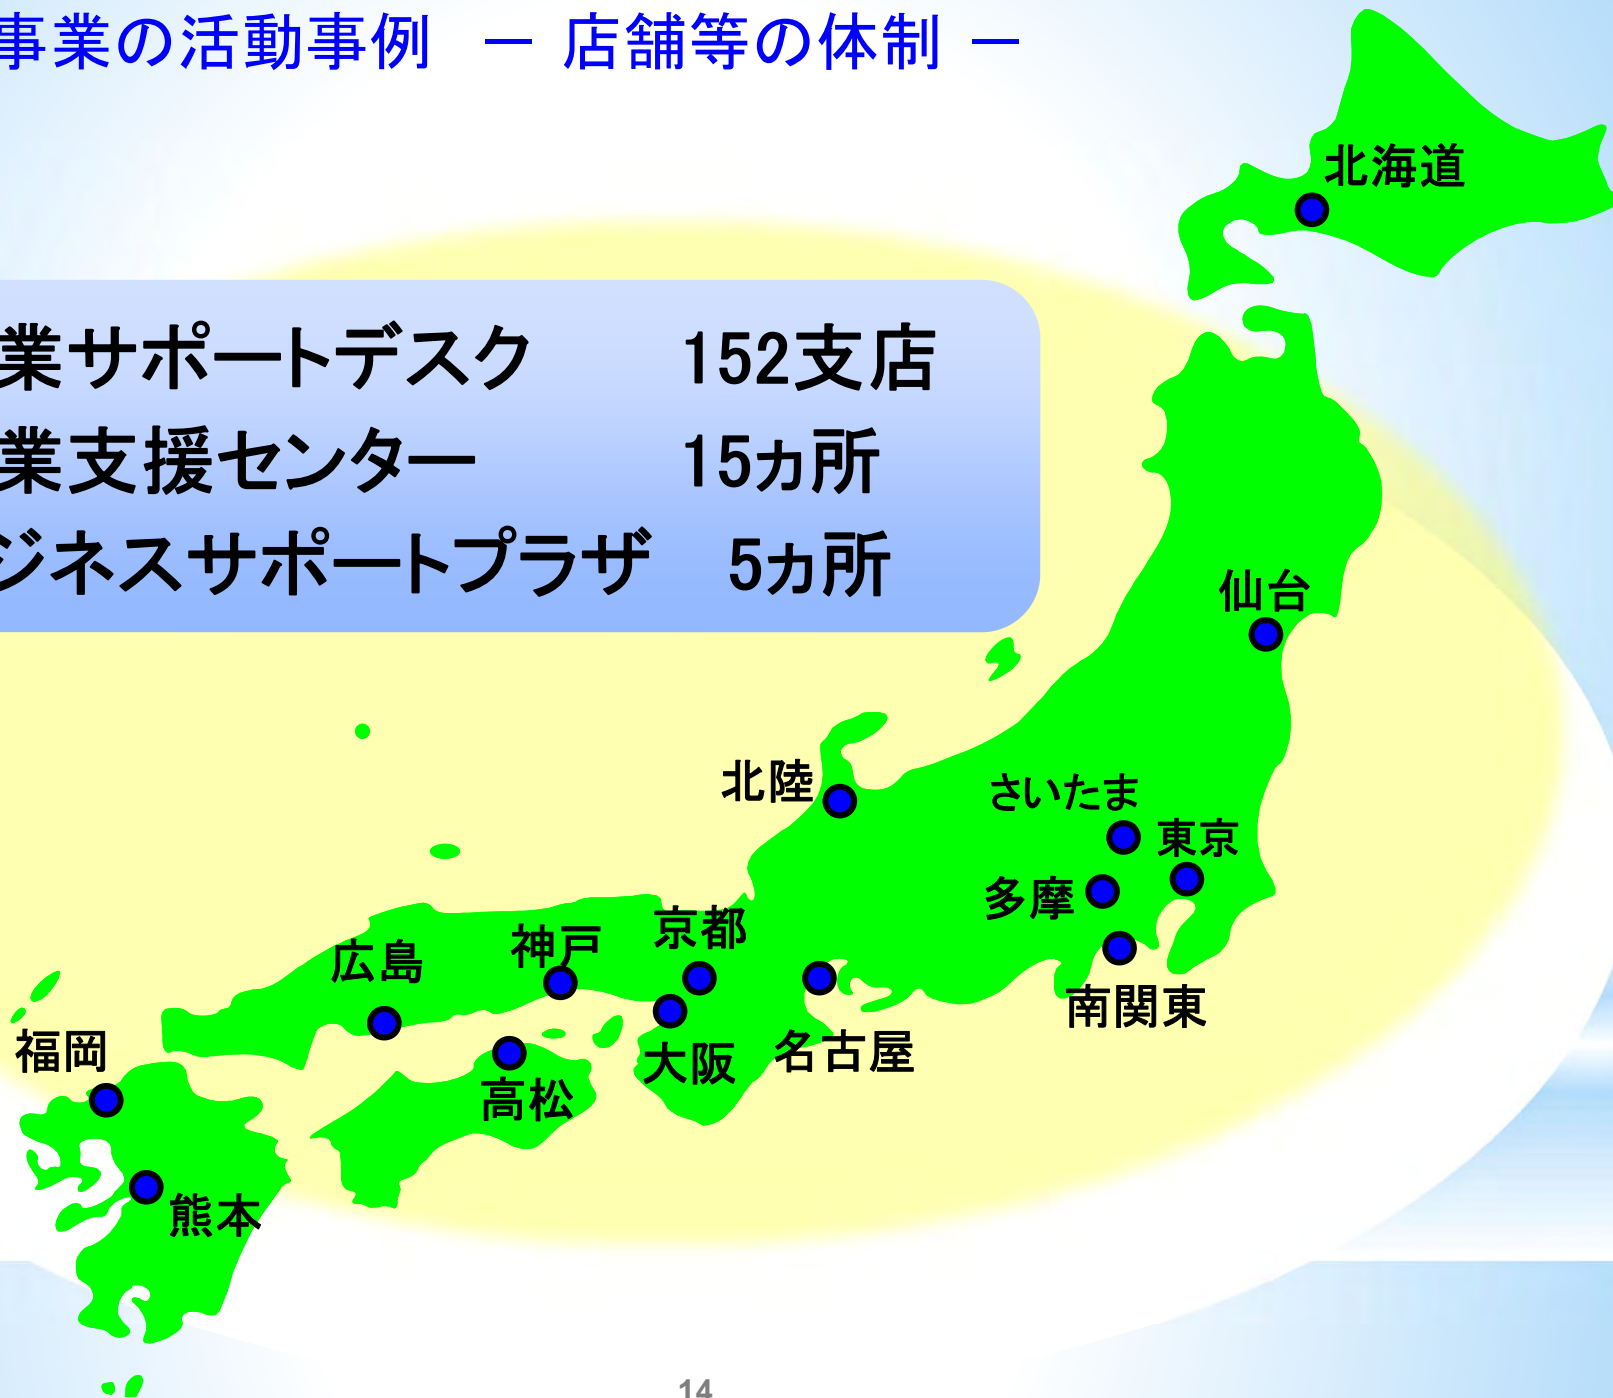 事業の活動事例 － 店舗等の体制 －
北海道
業サポートデスク 152支店
業支援センター 15ヵ所
ジネスサポートプラザ 5ヵ所
仙台
北陸
さいたま
東京
多摩
京都
神戸
広島
南関東
福岡
大阪
名古屋
高松
熊本
14